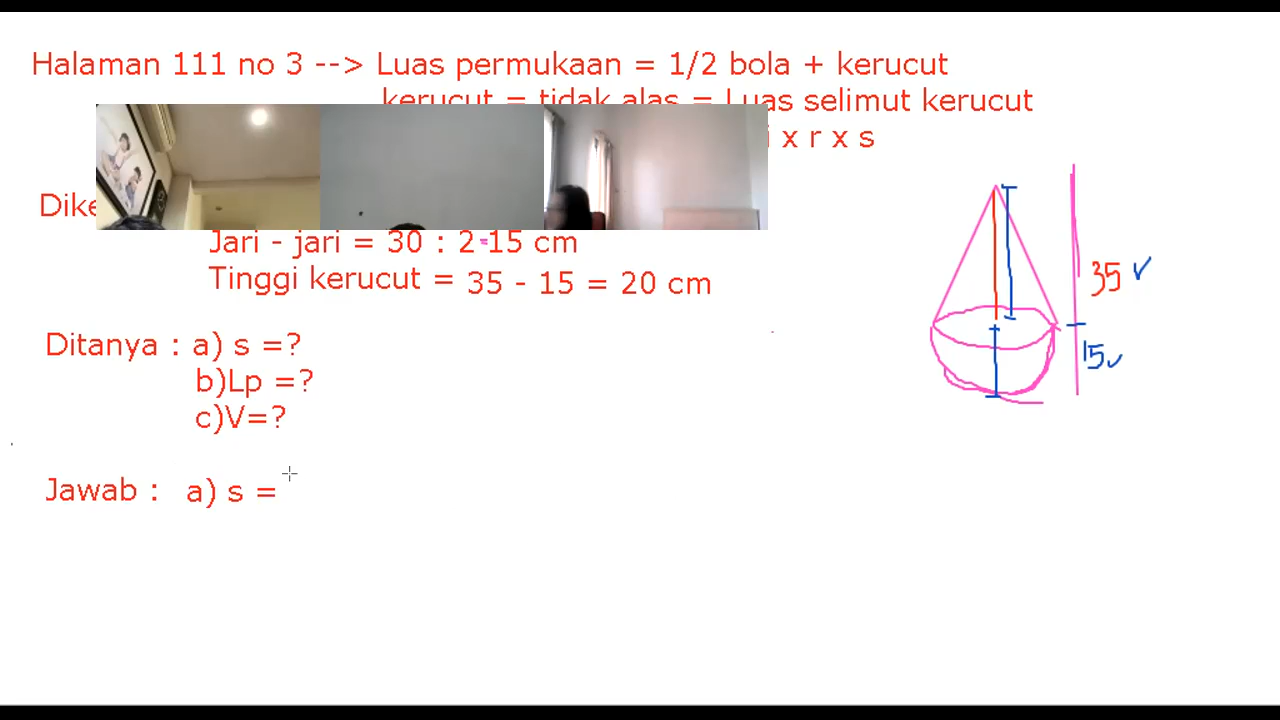 Halaman 111 no 3 --> Luas permukaan = 1/2 bola + kerucut
kerucut = tidak alas = Luas selimut kerucut
x r x s
Jari - jari = 30 : 2=15 cm
Tinggi kerucut = 35 - 15 = 20 cm
35
15
Ditanya : a) s =?
b)Lp =?
c)V=?
Jawab : a) s =